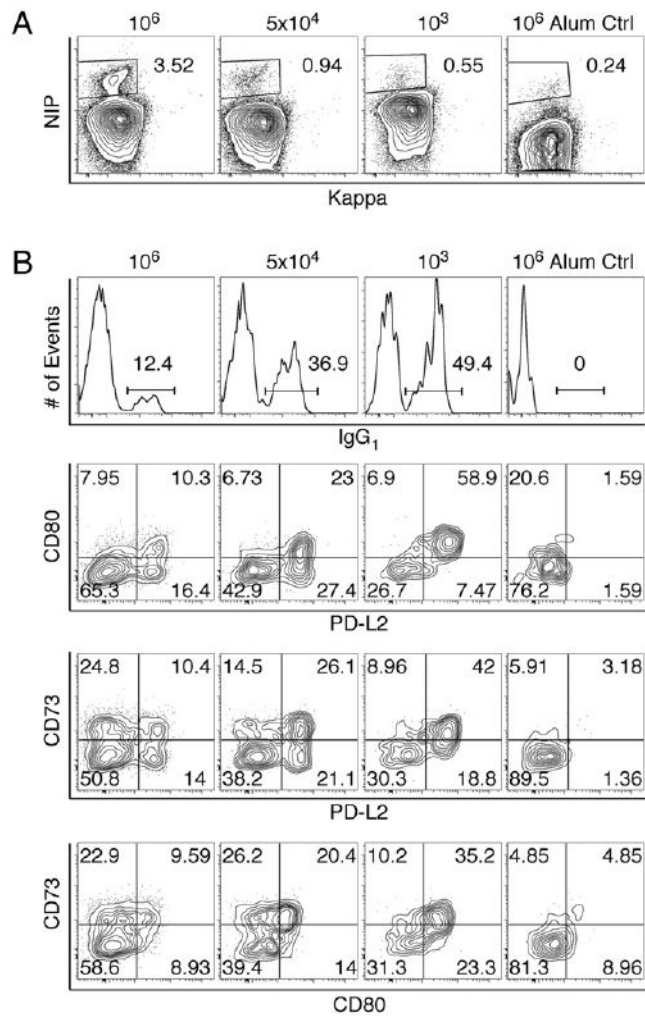 A
10⁶ 5x10⁴ 10³ 10⁶ Alum Ctrl
3.52 0.94 0.55 0.24
NIP
Kappa
B
10⁶ 5x10⁴ 10³ 10⁶ Alum Ctrl
12.4 36.9 49.4 0
# of Events
IgG₁
7.95 10.3 6.73 23 6.9 58.9 20.6 1.59
CD80
65.3 16.4 42.9 27.4 26.7 7.47 76.2 1.59
PD-L2
24.8 10.4 14.5 26.1 8.96 42 5.91 3.18
CD73
50.8 14 38.2 21.1 30.3 18.8 89.5 1.36
PD-L2
22.9 9.59 26.2 20.4 10.2 35.2 4.85 4.85
CD73
58.6 8.93 39.4 14 31.3 23.3 81.3 8.96
CD80